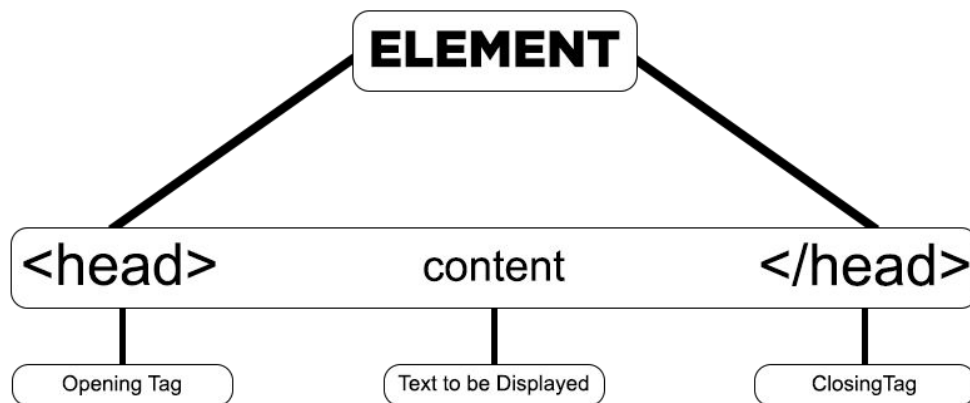 ELEMENT
<head> content </head>
Opening Tag Text to be Displayed ClosingTag